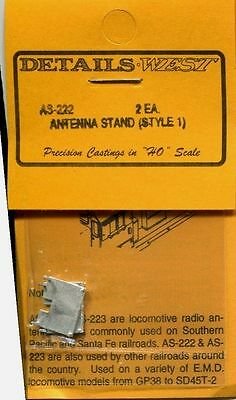 DETAILS WEST
AS-222 2 EA.
ANTENNA STAND (STYLE 1)
Precision Castings in "HO" Scale
No
A S-223 are locomotive radio an-
ten commonly used on Southern
Pacific and Santa Fe railroads. AS-222 & AS-
223 are also used by other railroads around
the country. Used on a variety of E.M.D.
locomotive models from GP38 to SD45T-2